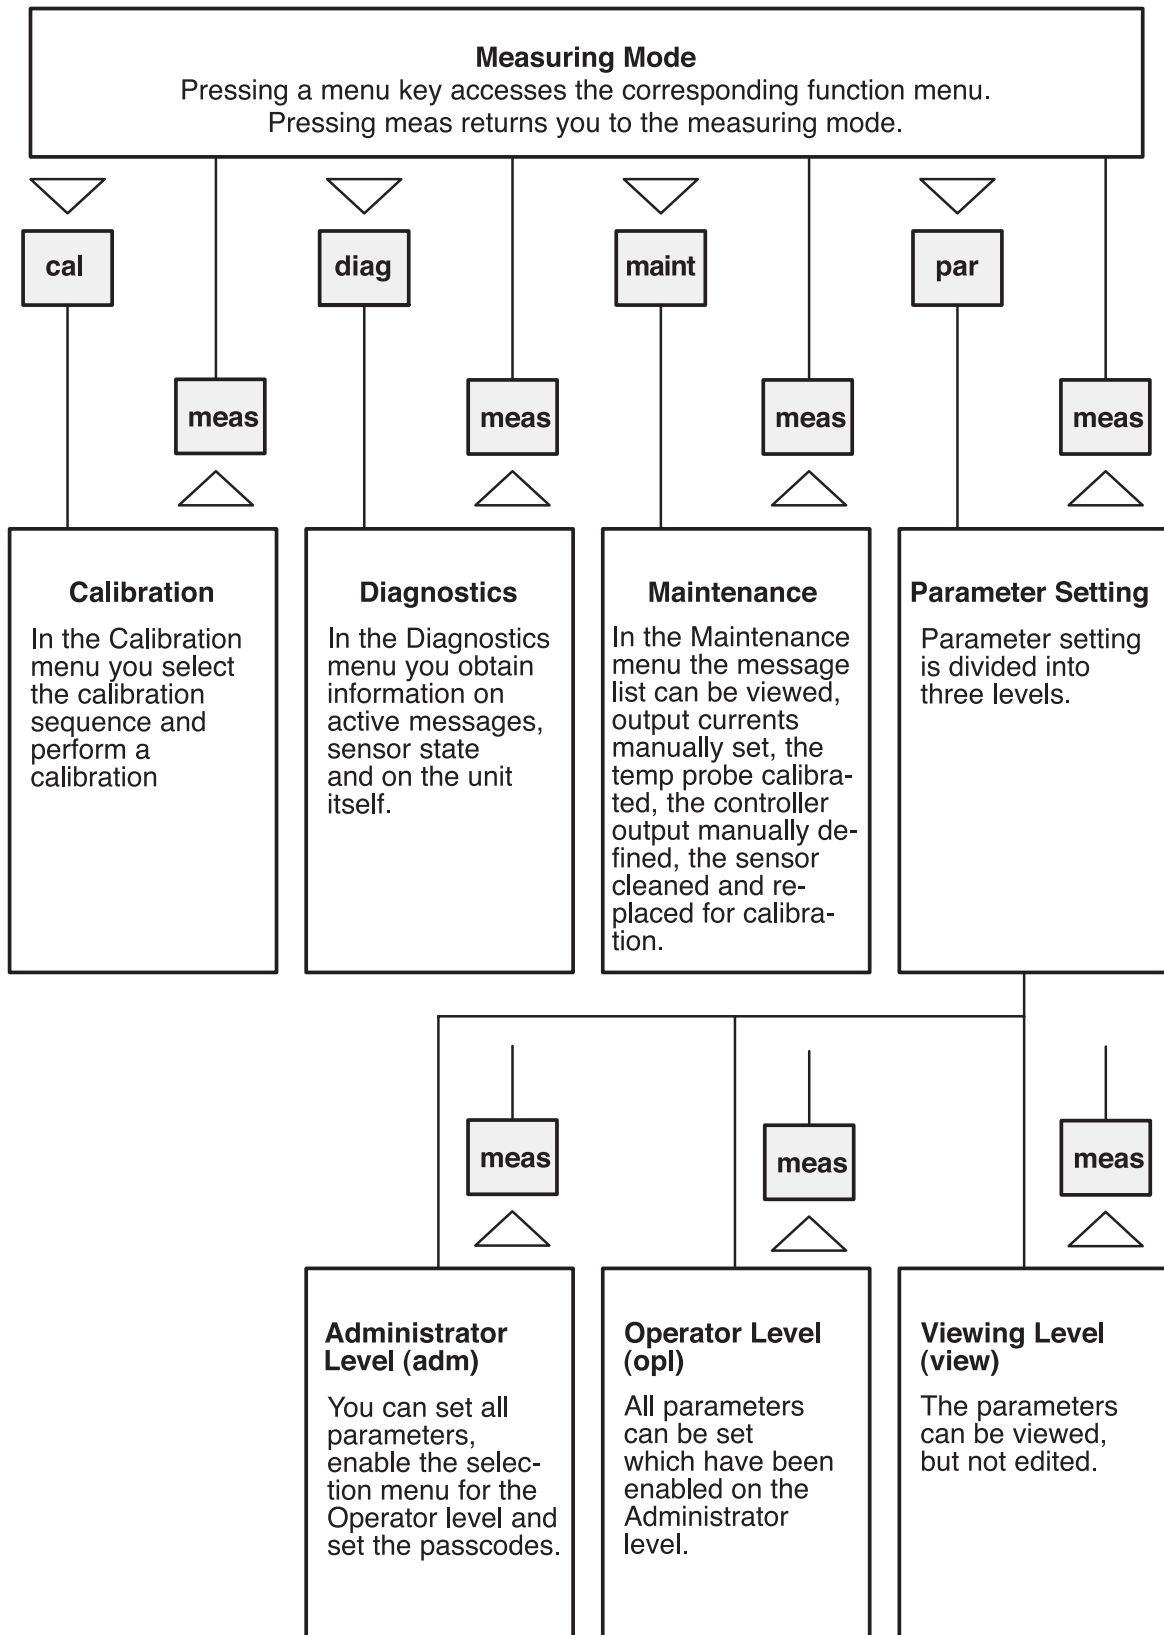 Measuring Mode
Pressing a menu key accesses the corresponding function menu.
Pressing meas returns you to the measuring mode.
cal
diag
maint
par
meas
meas
meas
meas
Calibration
In the Calibration
menu you select
the calibration
sequence and
perform a
calibration
Diagnostics
In the Diagnostics
menu you obtain
information on
active messages,
sensor state
and on the unit
itself.
Maintenance
In the Maintenance
menu the message
list can be viewed,
output currents
manually set, the
temp probe calibra-
ted, the controller
output manually de-
fined, the sensor
cleaned and re-
placed for calibra-
tion.
Parameter Setting
Parameter setting
is divided into
three levels.
meas
meas
meas
Administrator
Level (adm)
You can set all
parameters,
enable the selec-
tion menu for the
Operator level and
set the passcodes.
Operator Level
(opl)
All parameters
can be set
which have been
enabled on the
Administrator
level.
Viewing Level
(view)
The parameters
can be viewed,
but not edited.